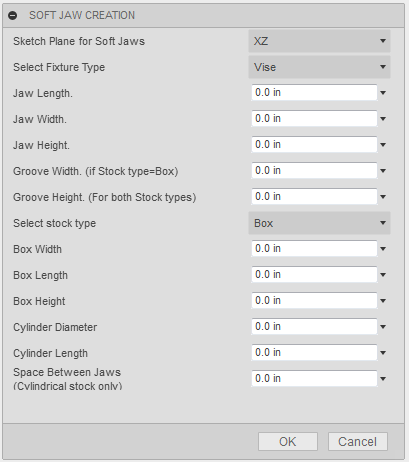 SOFT JAW CREATION
Sketch Plane for Soft Jaws XZ
Select Fixture Type Vise
Jaw Length. 0.0 in
Jaw Width. 0.0 in
Jaw Height. 0.0 in
Groove Width. (if Stock type=Box) 0.0 in
Groove Height. (For both Stock types) 0.0 in
Select stock type Box
Box Width 0.0 in
Box Length 0.0 in
Box Height 0.0 in
Cylinder Diameter 0.0 in
Cylinder Length 0.0 in
Space Between Jaws 0.0 in
(Cylindrical stock only)
OK Cancel